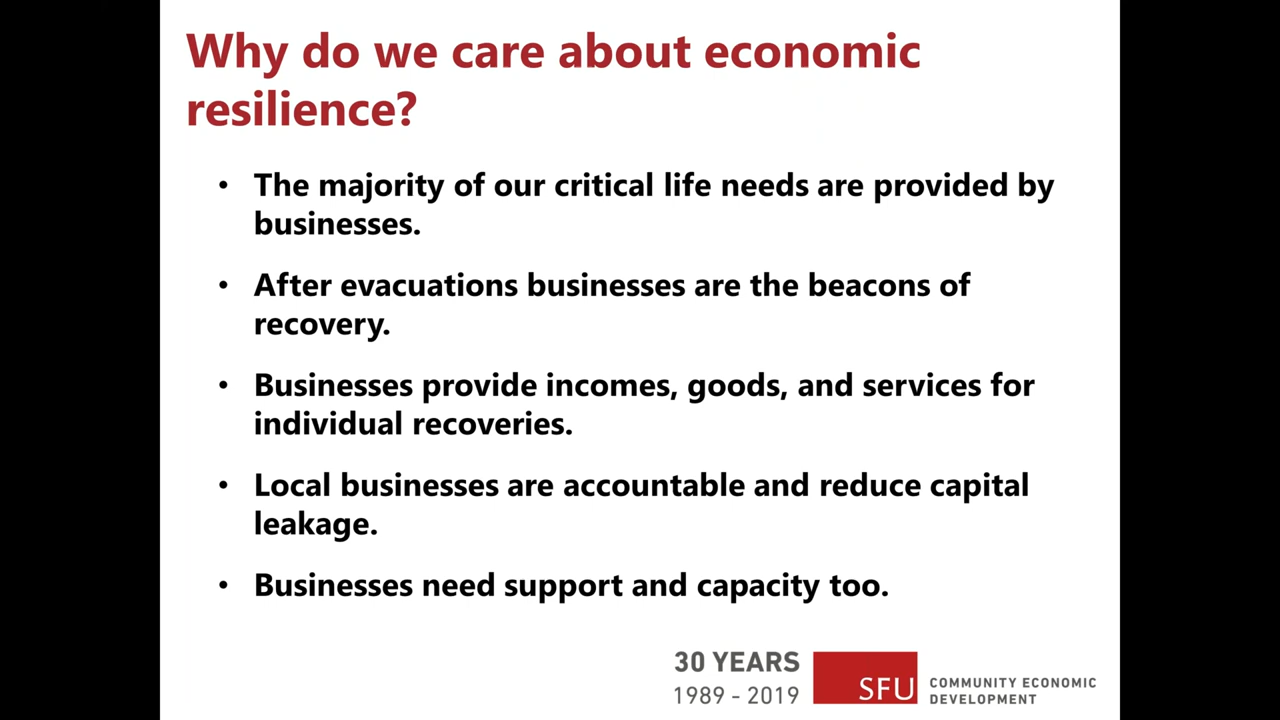 Why do we care about economic
resilience?
• The majority of our critical life needs are provided by
businesses.
• After evacuations businesses are the beacons of
recovery.
• Businesses provide incomes, goods, and services for
individual recoveries.
• Local businesses are accountable and reduce capital
leakage.
• Businesses need support and capacity too.
30 YEARS
1989 - 2019
SFU
COMMUNITY ECONOMIC
DEVELOPMENT